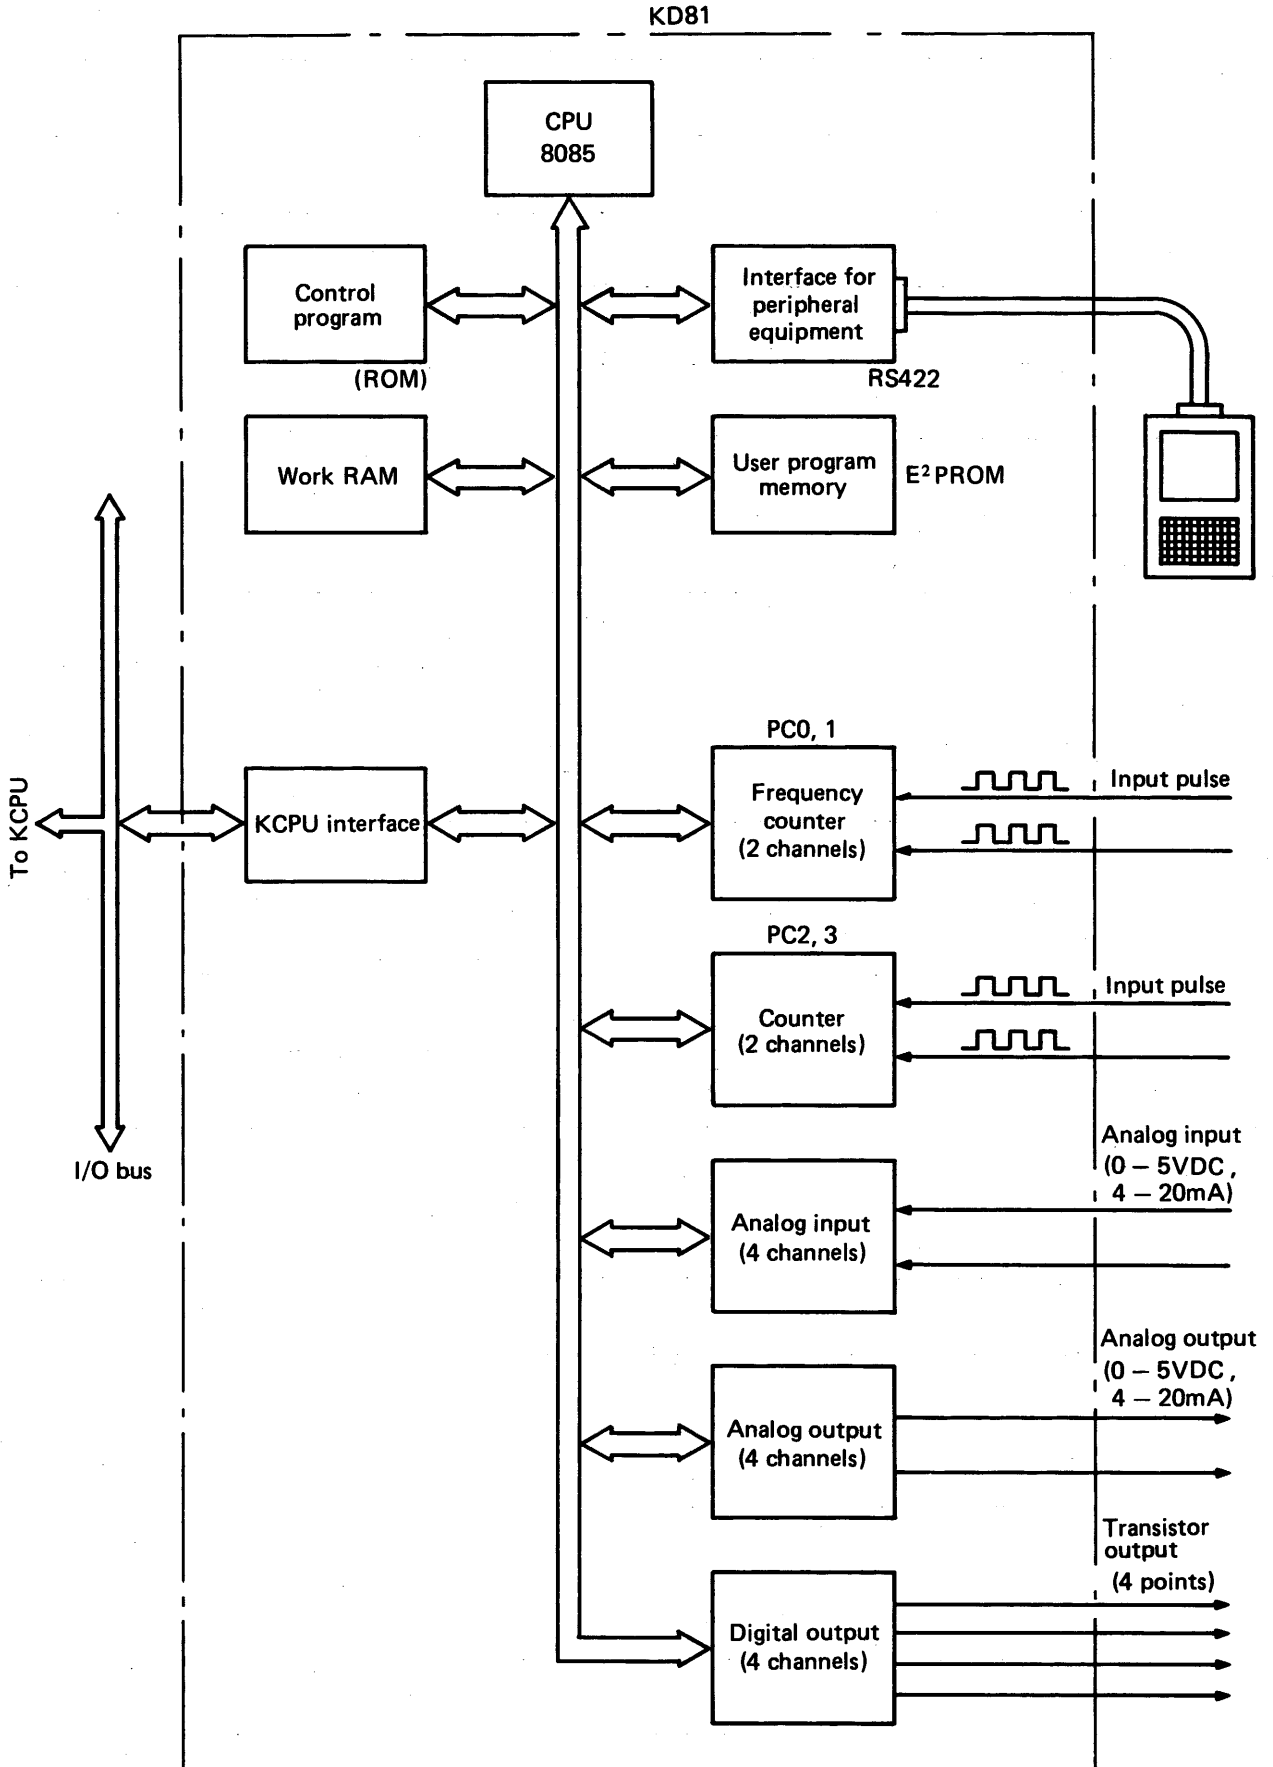 KD81
CPU
8085
Control
program
(ROM)
Interface for
peripheral
equipment
RS422
Work RAM
User program
memory
E² PROM
To KCPU
KCPU interface
I/O bus
PC0, 1
Frequency
counter
(2 channels)
Input pulse
PC2, 3
Counter
(2 channels)
Input pulse
Analog input
(0 – 5VDC,
4 – 20mA)
Analog input
(4 channels)
Analog output
(0 – 5VDC,
4 – 20mA)
Analog output
(4 channels)
Transistor
output
(4 points)
Digital output
(4 channels)